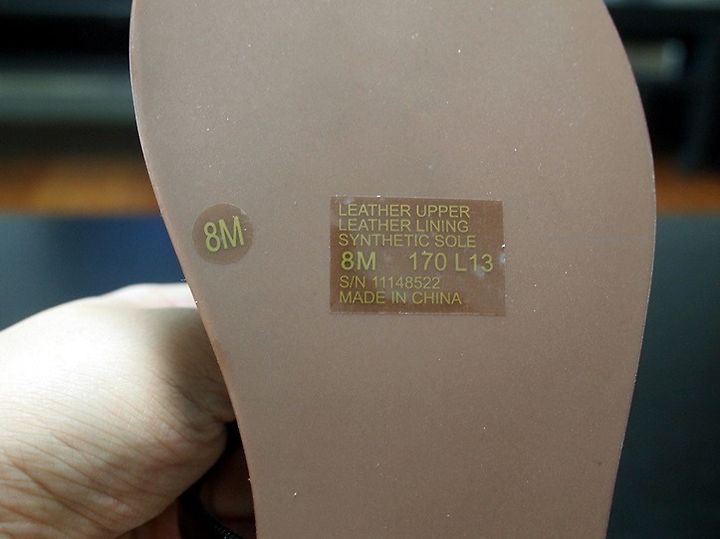 8M
LEATHER UPPER
LEATHER LINING
SYNTHETIC SOLE
8M 170 L13
S/N 11148522
MADE IN CHINA